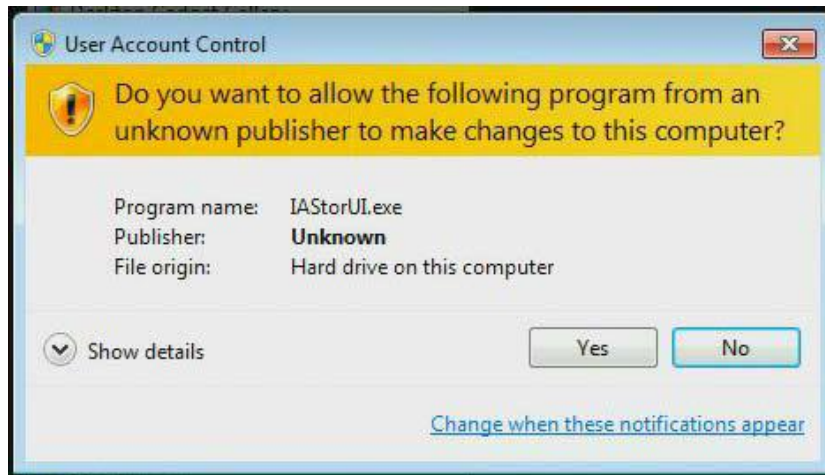 User Account Control
Do you want to allow the following program from an
unknown publisher to make changes to this computer?
Program name: IAStorUI.exe
Publisher: Unknown
File origin: Hard drive on this computer
Show details
Yes
No
Change when these notifications appear